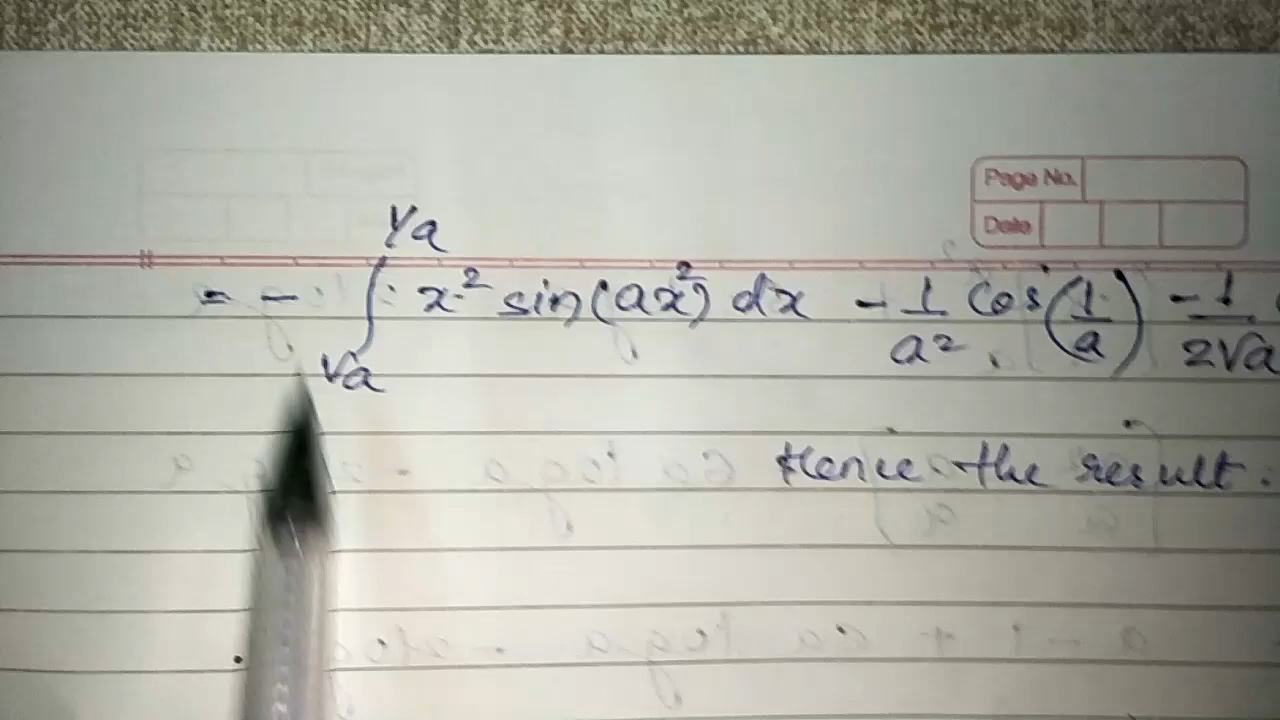 Page No.
Date
= - ∫_{√a}^{1/a} x² sin(ax²) dx - 1/a² . cos(1/a) - 1/2√a
Hence the result.